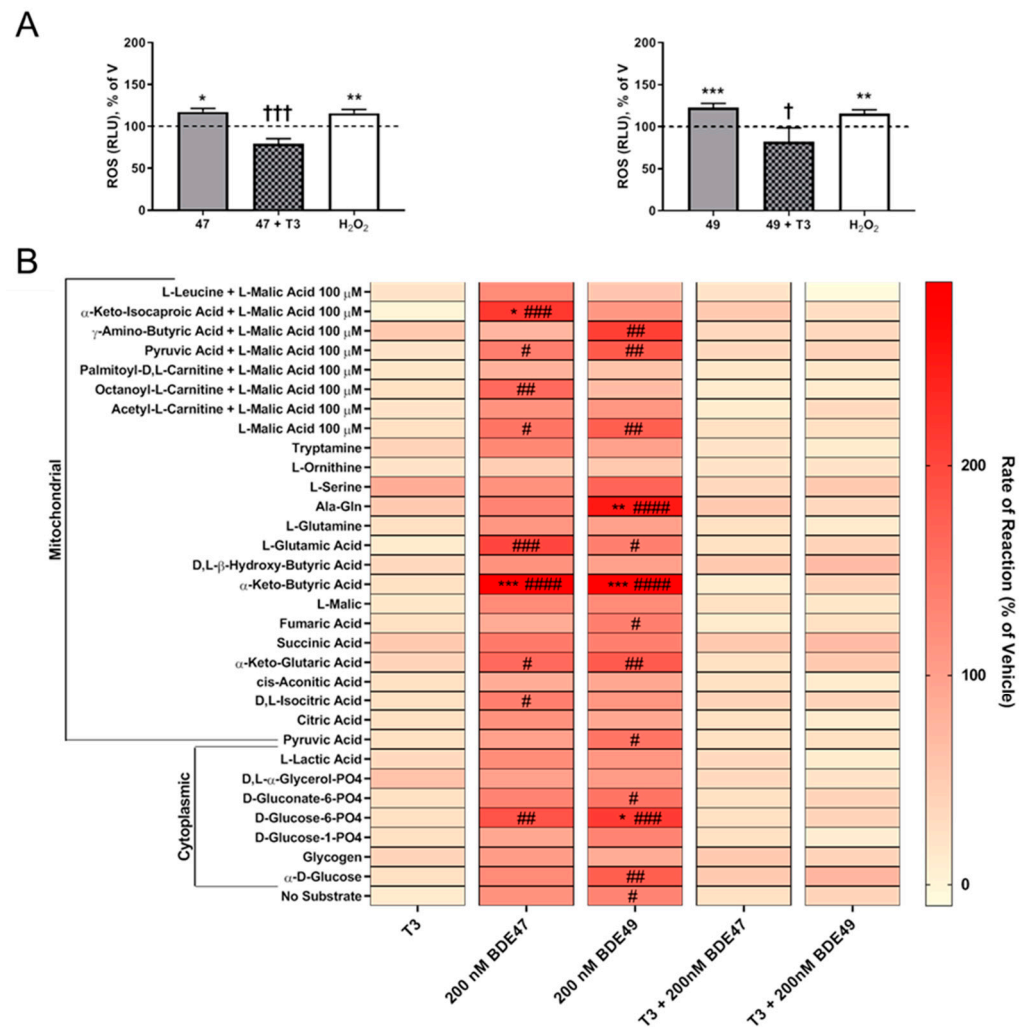 A
ROS (RLU), % of V
200
150
100
50
0
*
†††
**
47
47 + T3
H2O2
ROS (RLU), % of V
200
150
100
50
0
***
†
**
49
49 + T3
H2O2
B
Mitochondrial
Cytoplasmic
L-Leucine + L-Malic Acid 100 μM
α-Keto-Isocaproic Acid + L-Malic Acid 100 μM * ###
γ-Amino-Butyric Acid + L-Malic Acid 100 μM ##
Pyruvic Acid + L-Malic Acid 100 μM # ##
Palmitoyl-D,L-Carnitine + L-Malic Acid 100 μM
Octanoyl-L-Carnitine + L-Malic Acid 100 μM ##
Acetyl-L-Carnitine + L-Malic Acid 100 μM
L-Malic Acid 100 μM # ##
Tryptamine
L-Ornithine
L-Serine
Ala-Gln ** ####
L-Glutamine
L-Glutamic Acid ### #
D,L-β-Hydroxy-Butyric Acid
α-Keto-Butyric Acid *** #### *** ####
L-Malic
Fumaric Acid #
Succinic Acid
α-Keto-Glutaric Acid # ##
cis-Aconitic Acid
D,L-Isocitric Acid #
Citric Acid
Pyruvic Acid #
L-Lactic Acid
D,L-α-Glycerol-PO4
D-Gluconate-6-PO4 #
D-Glucose-6-PO4 ## * ###
D-Glucose-1-PO4
Glycogen
α-D-Glucose ##
No Substrate #
T3
200 nM BDE47
200 nM BDE49
T3 + 200nM BDE47
T3 + 200nM BDE49
200
100
0
Rate of Reaction (% of Vehicle)